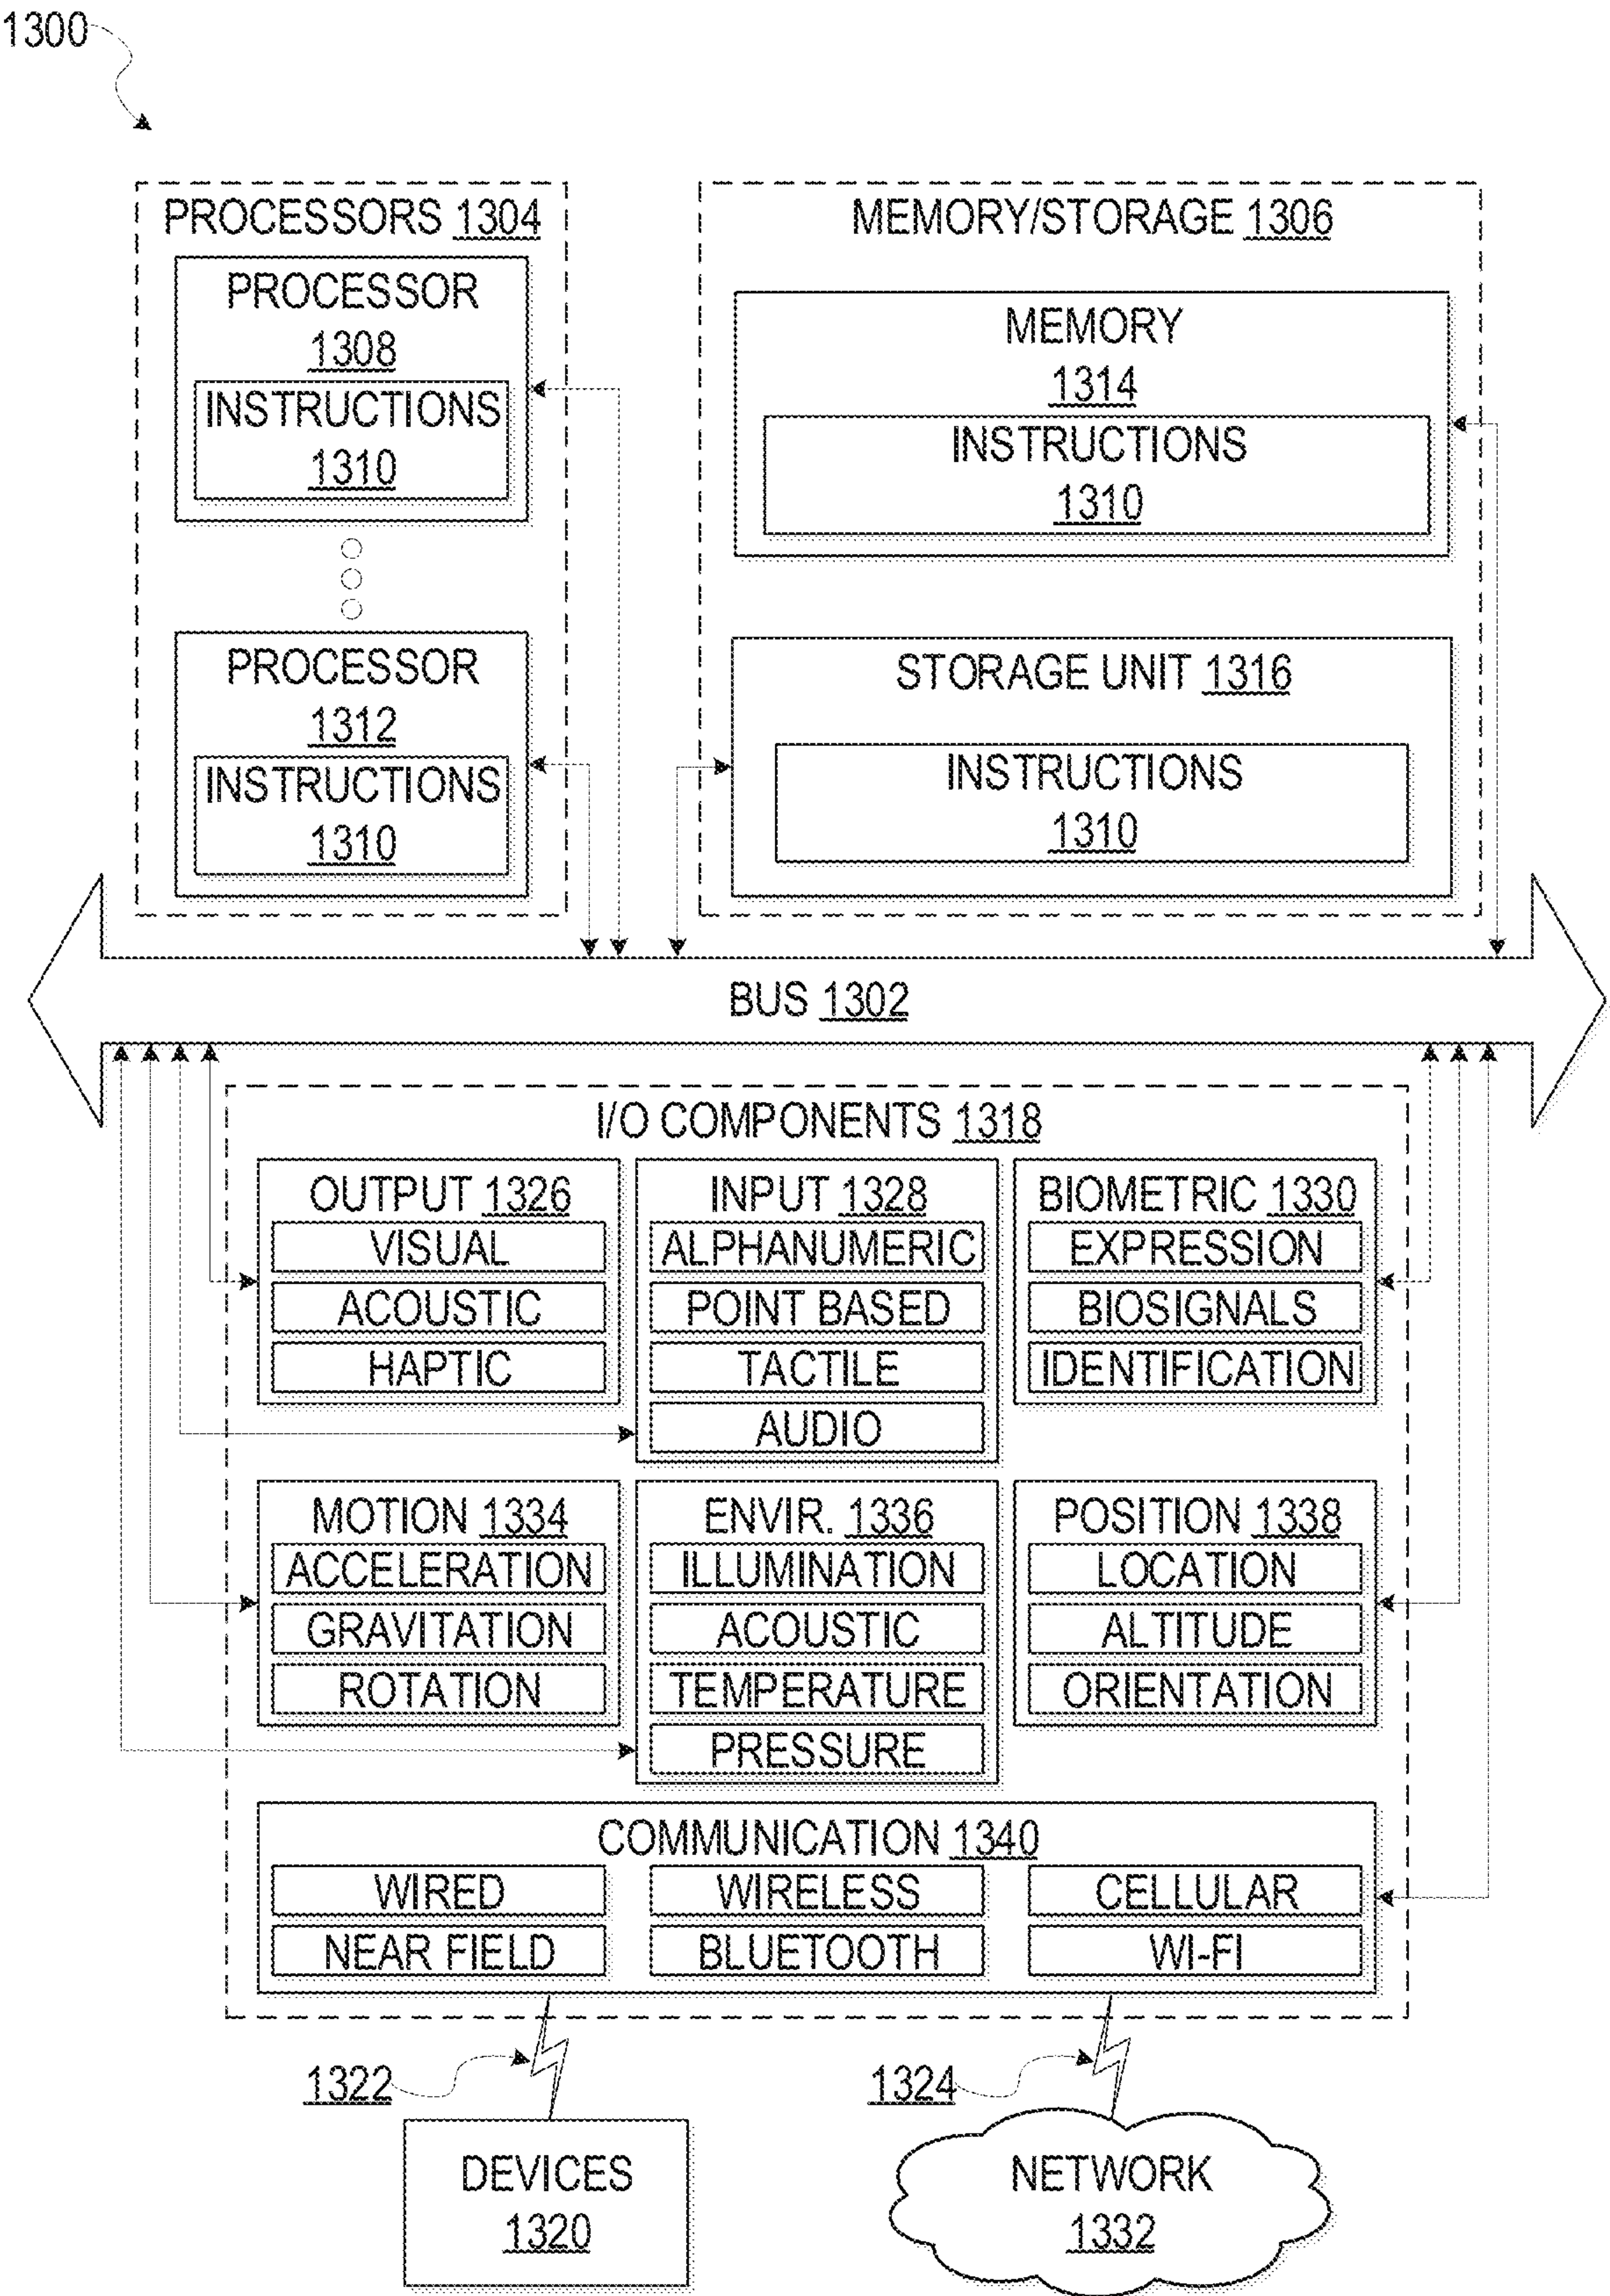 1300
PROCESSORS 1304
PROCESSOR
1308
INSTRUCTIONS
1310
PROCESSOR
1312
INSTRUCTIONS
1310
MEMORY/STORAGE 1306
MEMORY
1314
INSTRUCTIONS
1310
STORAGE UNIT 1316
INSTRUCTIONS
1310
BUS 1302
I/O COMPONENTS 1318
OUTPUT 1326
VISUAL
ACOUSTIC
HAPTIC
INPUT 1328
ALPHANUMERIC
POINT BASED
TACTILE
AUDIO
BIOMETRIC 1330
EXPRESSION
BIOSIGNALS
IDENTIFICATION
MOTION 1334
ACCELERATION
GRAVITATION
ROTATION
ENVIR. 1336
ILLUMINATION
ACOUSTIC
TEMPERATURE
PRESSURE
POSITION 1338
LOCATION
ALTITUDE
ORIENTATION
COMMUNICATION 1340
WIRED
WIRELESS
CELLULAR
NEAR FIELD
BLUETOOTH
WI-FI
1322
1324
DEVICES
1320
NETWORK
1332